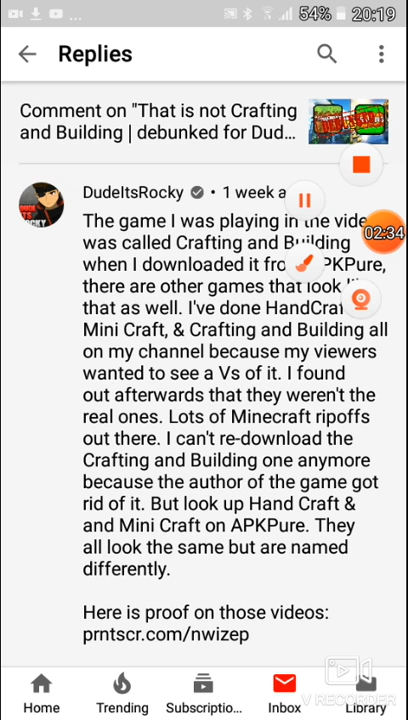 54% 20:19
Replies
Comment on "That is not Crafting
and Building | debunked for Dud...
DudeItsRocky • 1 week a
The game I was playing in the vide
was called Crafting and Building
when I downloaded it fro APKPure,
02:34
there are other games that look
that as well. I've done HandCra
Mini Craft, & Crafting and Building all
on my channel because my viewers
wanted to see a Vs of it. I found
out afterwards that they weren't the
real ones. Lots of Minecraft ripoffs
out there. I can't re-download the
Crafting and Building one anymore
because the author of the game got
rid of it. But look up Hand Craft &
and Mini Craft on APKPure. They
all look the same but are named
differently.
Here is proof on those videos:
prntscr.com/nwizep
Home Trending Subscriptio... Inbox Library
V RECORDER